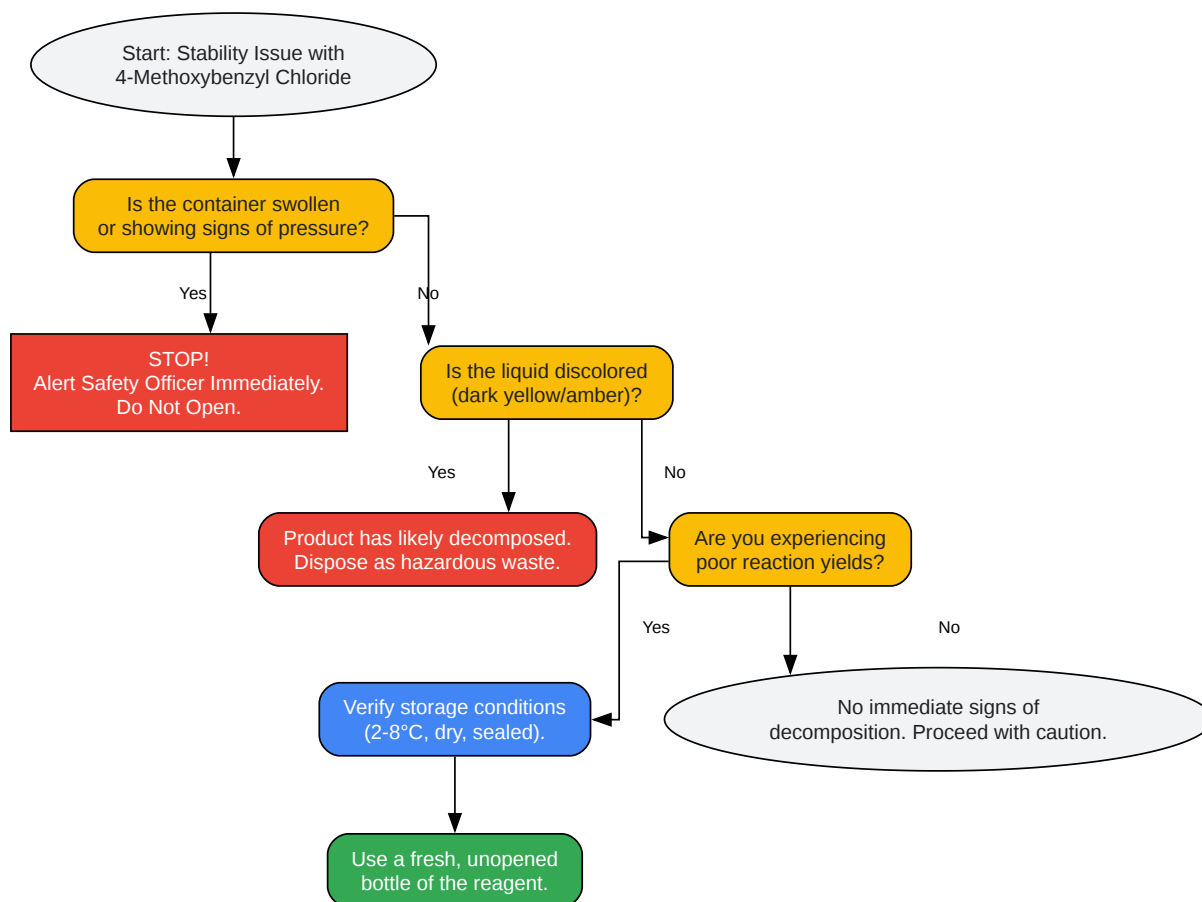 Start: Stability Issue with
4-Methoxybenzyl Chloride
Is the container swollen
or showing signs of pressure?
Yes
No
STOP!
Alert Safety Officer Immediately.
Do Not Open.
Is the liquid discolored
(dark yellow/amber)?
Yes
No
Product has likely decomposed.
Dispose as hazardous waste.
Are you experiencing
poor reaction yields?
Yes
No
Verify storage conditions
(2-8°C, dry, sealed).
No immediate signs of
decomposition. Proceed with caution.
Use a fresh, unopened
bottle of the reagent.